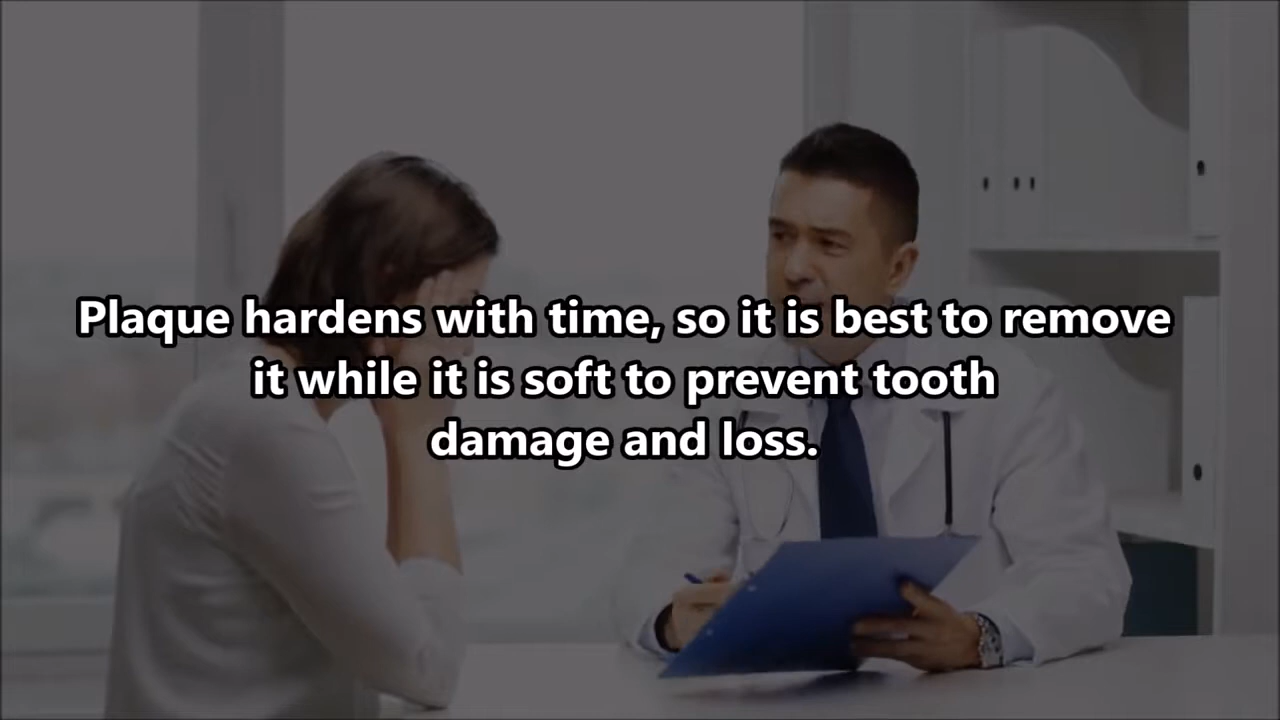 Plaque hardens with time, so it is best to remove
it while it is soft to prevent tooth
damage and loss.